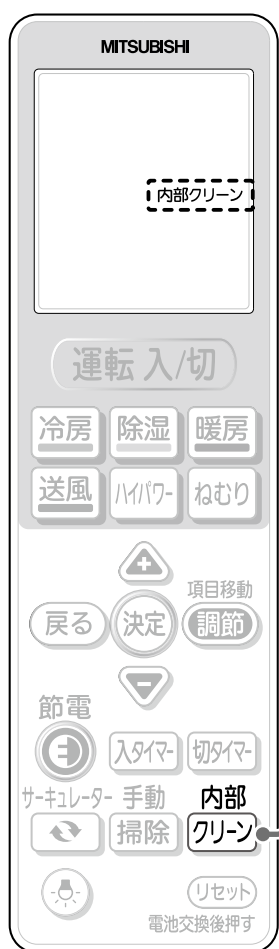 MITSUBISHI
内部クリーン
運転 入/切
冷房 除湿 暖房
送風 ハイパワー ねむり
項目移動
戻る 決定 調節
節電
入タイマー 切タイマー
サーキュレーター 手動 内部
掃除 クリーン
リセット
電池交換後押す